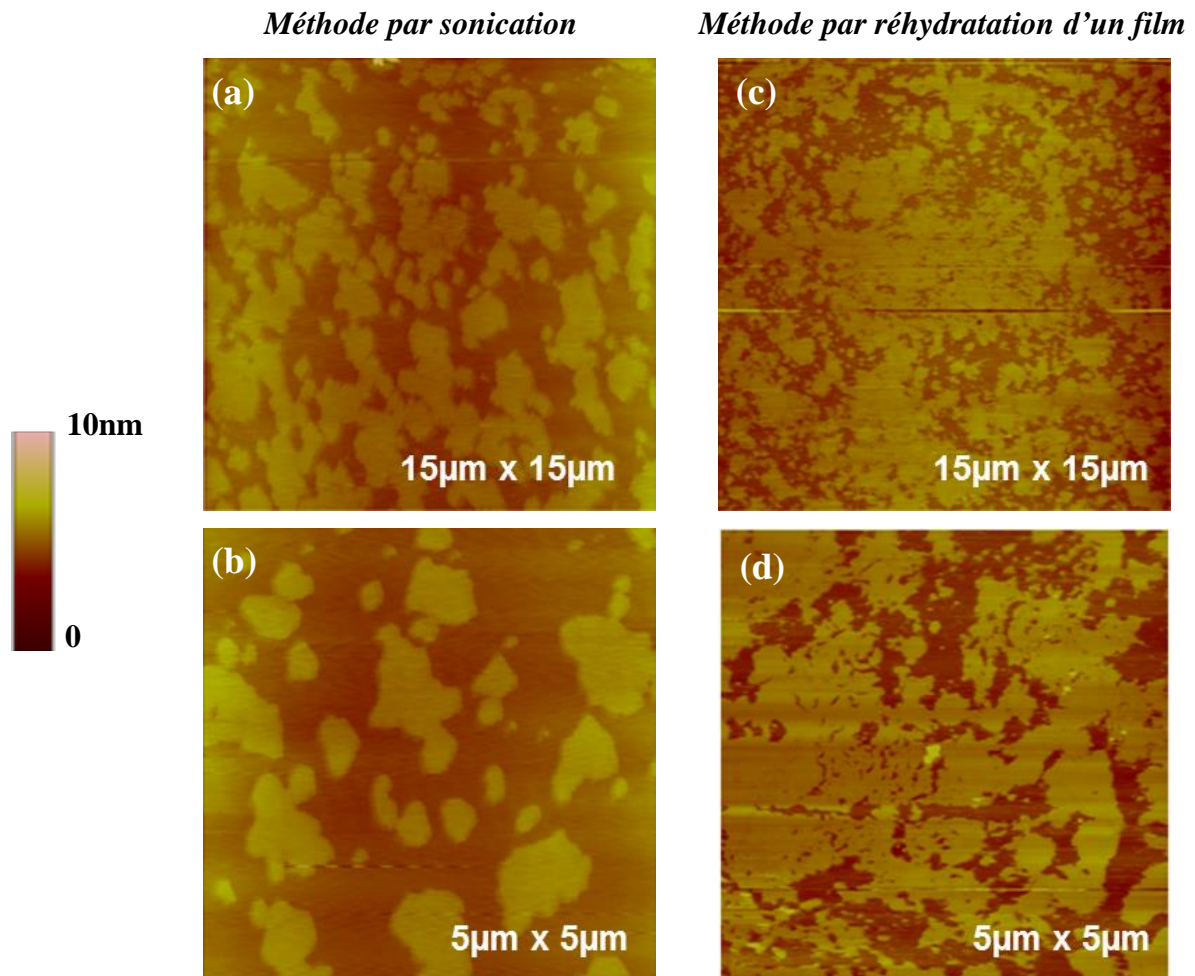 Méthode par sonication
Méthode par réhydratation d'un film
(a)
(c)
15µm x 15µm
15µm x 15µm
10nm
0
(b)
(d)
5µm x 5µm
5µm x 5µm